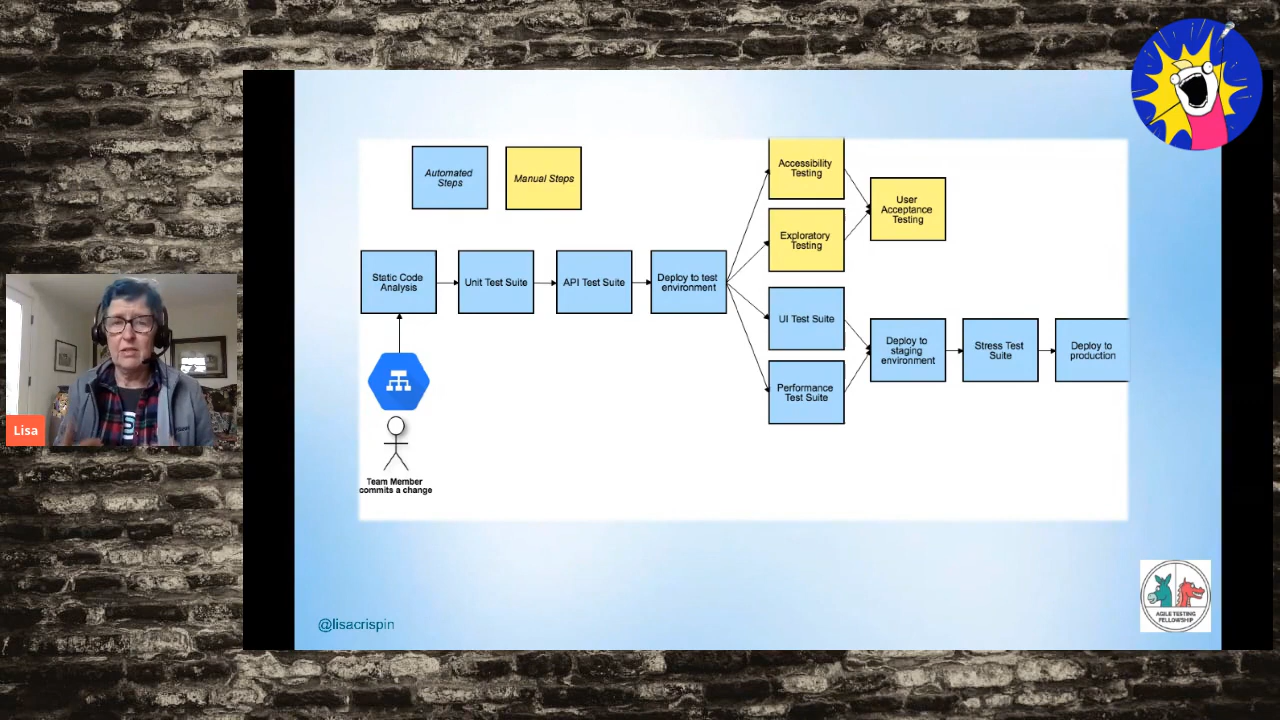 Automated
Steps
Manual Steps
Accessibility
Testing
User
Acceptance
Testing
Exploratory
Testing
Static Code
Analysis
Unit Test Suite
API Test Suite
Deploy to test
environment
UI Test Suite
Deploy to
staging
environment
Stress Test
Suite
Deploy to
production
Performance
Test Suite
Team Member
commits a change
Lisa
@lisacrispin
AGILE TESTING
FELLOWSHIP